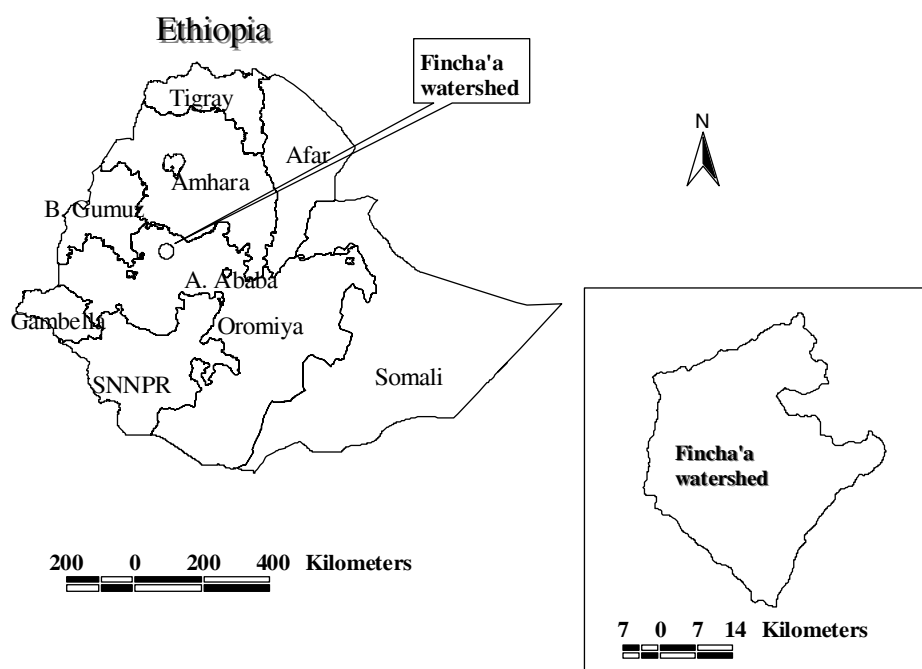 Ethiopia
Fincha'a
watershed
Tigray
N
Afar
Amhara
B. Gumuz
A. Ababa
Gambella
Oromiya
SNNPR
Somali
Fincha'a
watershed
200 0 200 400 Kilometers
7 0 7 14 Kilometers